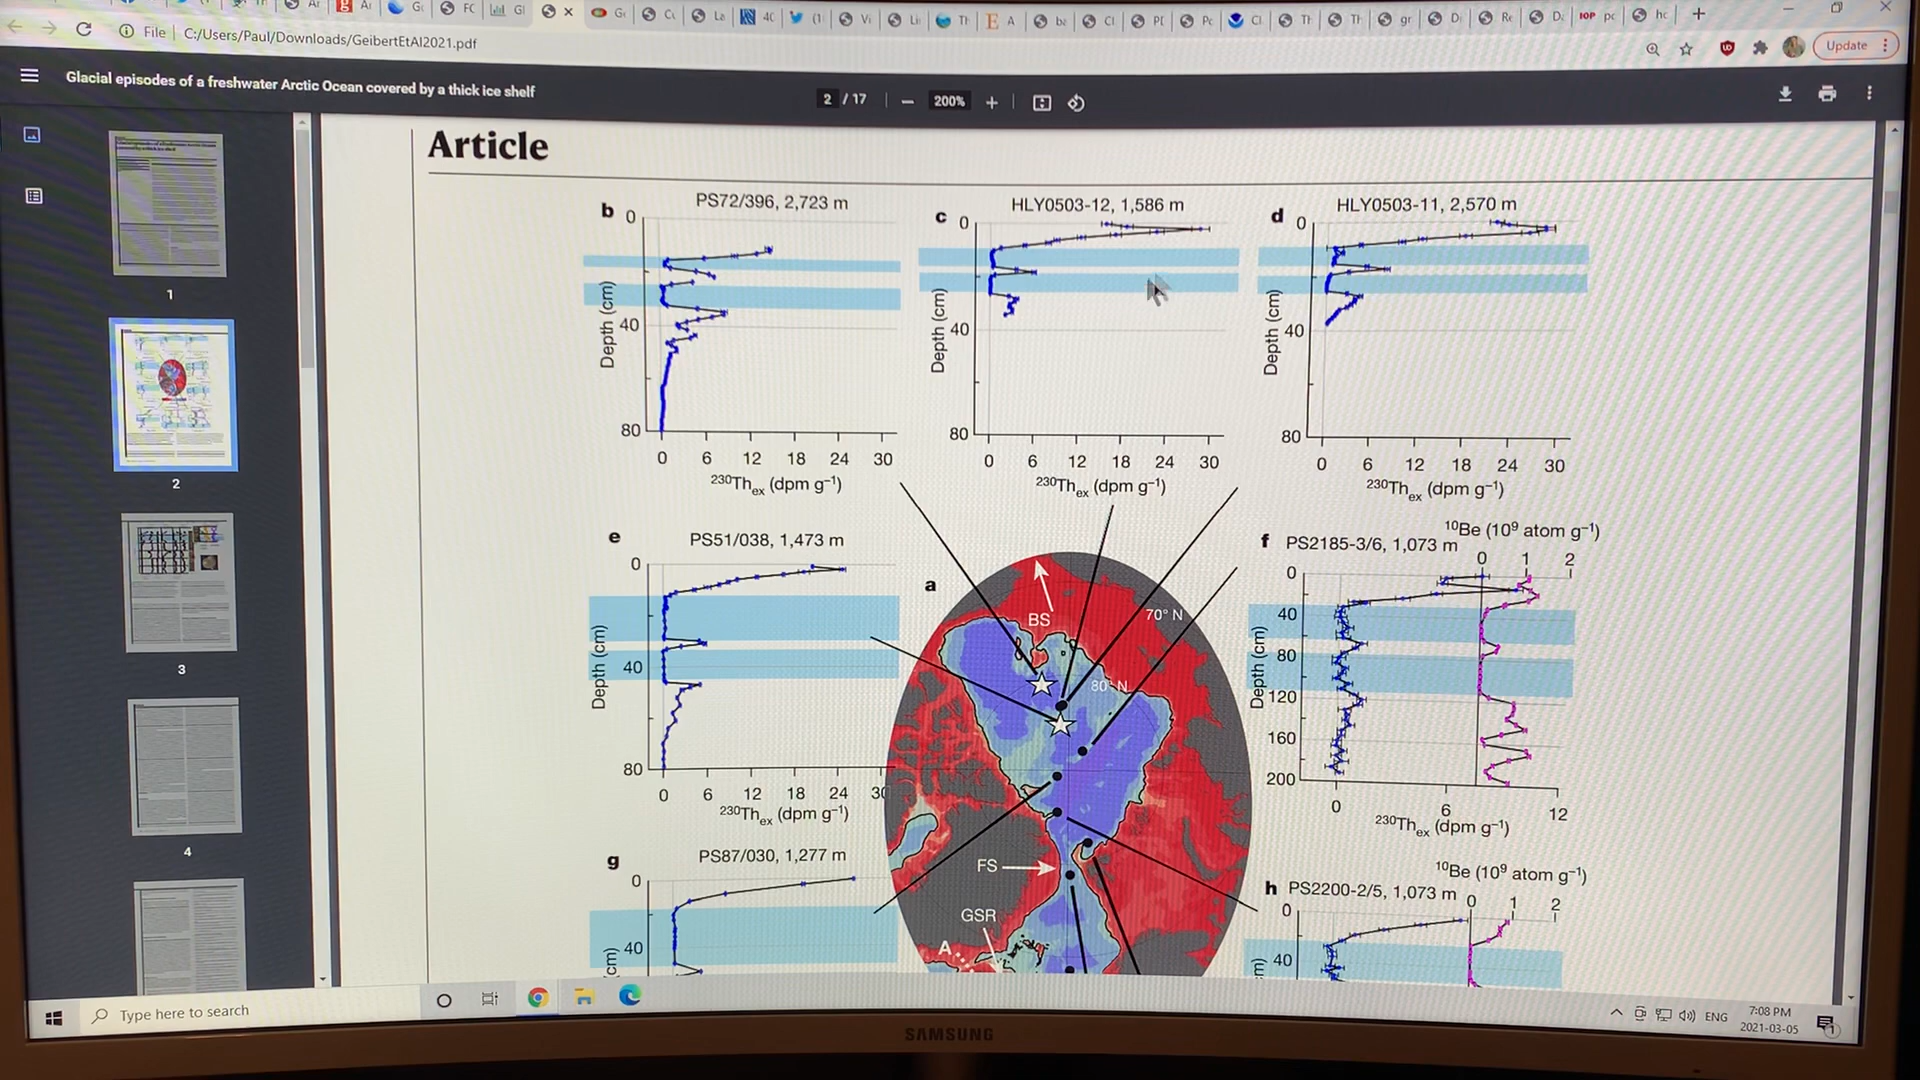 File | C:/Users/Paul/Downloads/GeibertEtAl2021.pdf
Update
Glacial episodes of a freshwater Arctic Ocean covered by a thick ice shelf
2 / 17
200%
Article
b
PS72/396, 2,723 m
0
40
80
Depth (cm)
0 6 12 18 24 30
²³⁰Thₑₓ (dpm g⁻¹)
c
HLY0503-12, 1,586 m
0
40
80
Depth (cm)
0 6 12 18 24 30
²³⁰Thₑₓ (dpm g⁻¹)
d
HLY0503-11, 2,570 m
0
40
80
Depth (cm)
0 6 12 18 24 30
²³⁰Thₑₓ (dpm g⁻¹)
e
PS51/038, 1,473 m
0
40
80
Depth (cm)
0 6 12 18 24 30
²³⁰Thₑₓ (dpm g⁻¹)
a
BS
70° N
80° N
FS
GSR
A
f
PS2185-3/6, 1,073 m
¹⁰Be (10⁹ atom g⁻¹)
0 1 2
0
40
80
120
160
200
Depth (cm)
0 6 12
²³⁰Thₑₓ (dpm g⁻¹)
g
PS87/030, 1,277 m
0
40
(cm)
h
PS2200-2/5, 1,073 m
¹⁰Be (10⁹ atom g⁻¹)
0 1 2
0
40
1
2
3
4
Type here to search
ENG
7:08 PM
2021-03-05
SAMSUNG